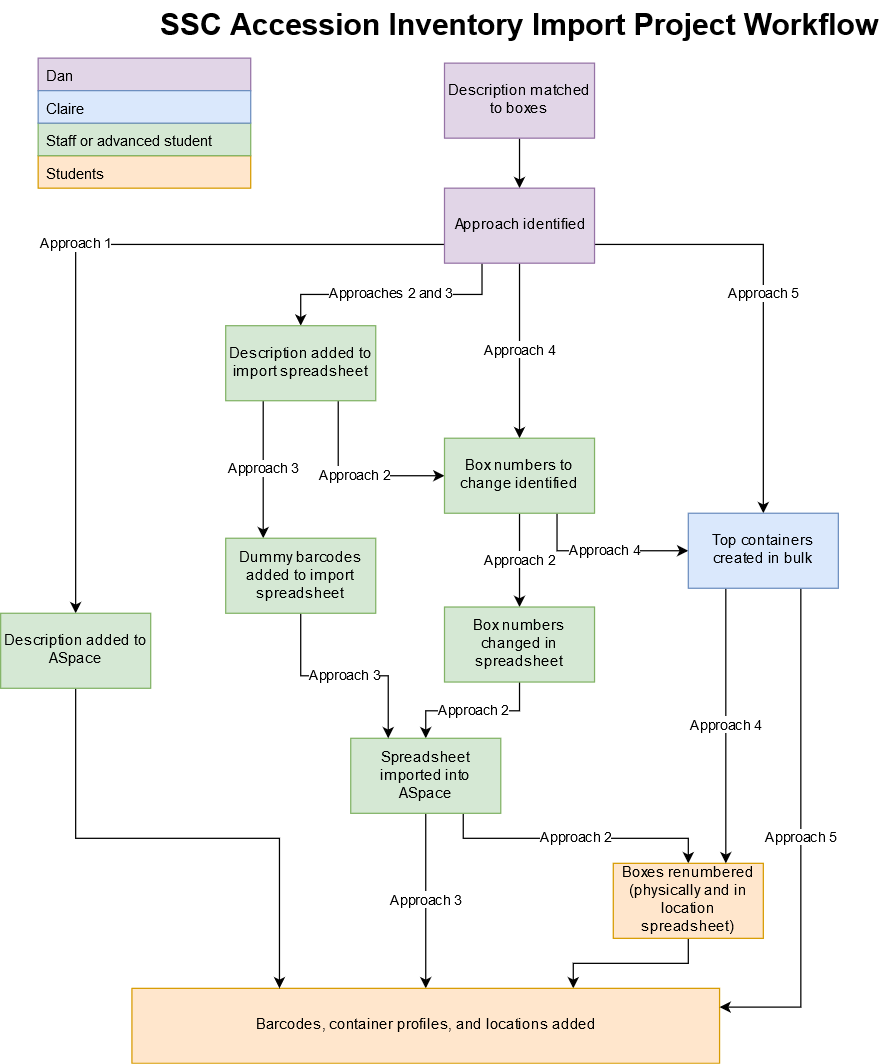 SSC Accession Inventory Import Project Workflow
Dan
Claire
Staff or advanced student
Students
Description matched
to boxes
Approach identified
Approach 1
Approaches 2 and 3
Approach 5
Description added to
import spreadsheet
Approach 4
Approach 3
Approach 2
Box numbers to
change identified
Dummy barcodes
added to import
spreadsheet
Approach 2
Approach 4
Top containers
created in bulk
Description added to
ASpace
Box numbers
changed in
spreadsheet
Approach 3
Approach 2
Spreadsheet
imported into
ASpace
Approach 4
Approach 2
Approach 5
Approach 3
Boxes renumbered
(physically and in
location
spreadsheet)
Barcodes, container profiles, and locations added